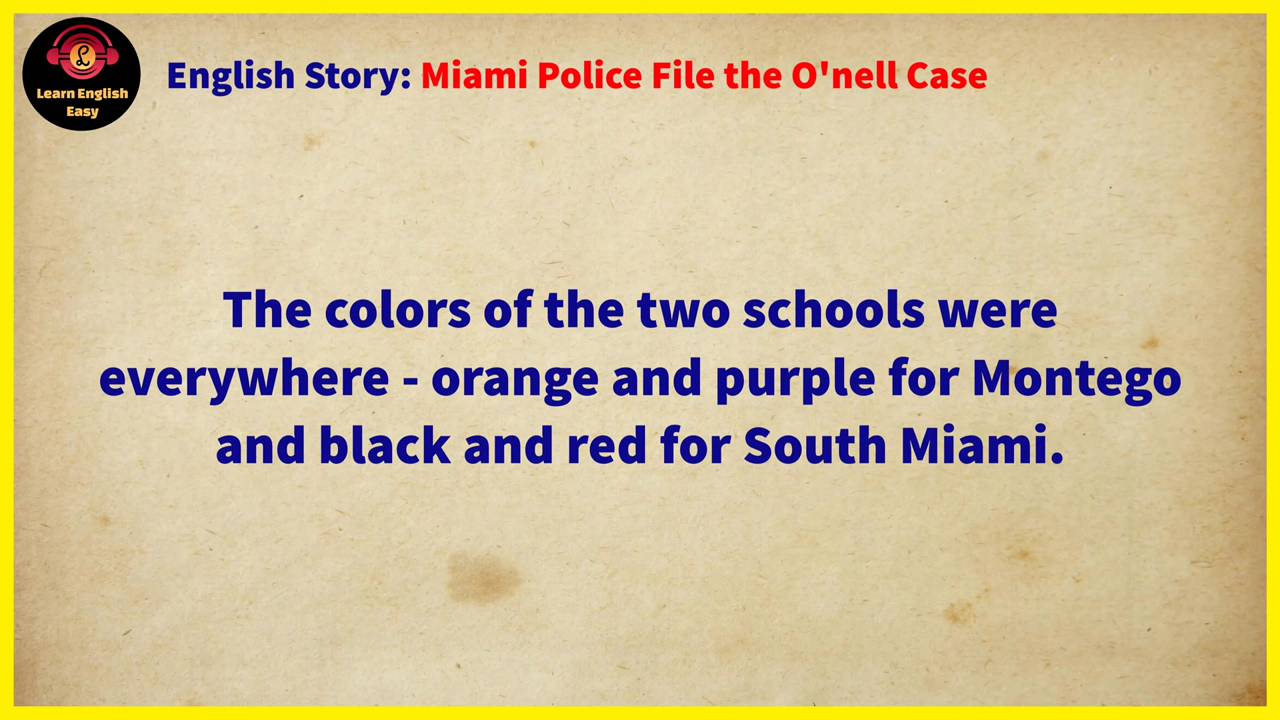 Learn English
Easy
English Story: Miami Police File the O'nell Case
The colors of the two schools were
everywhere - orange and purple for Montego
and black and red for South Miami.